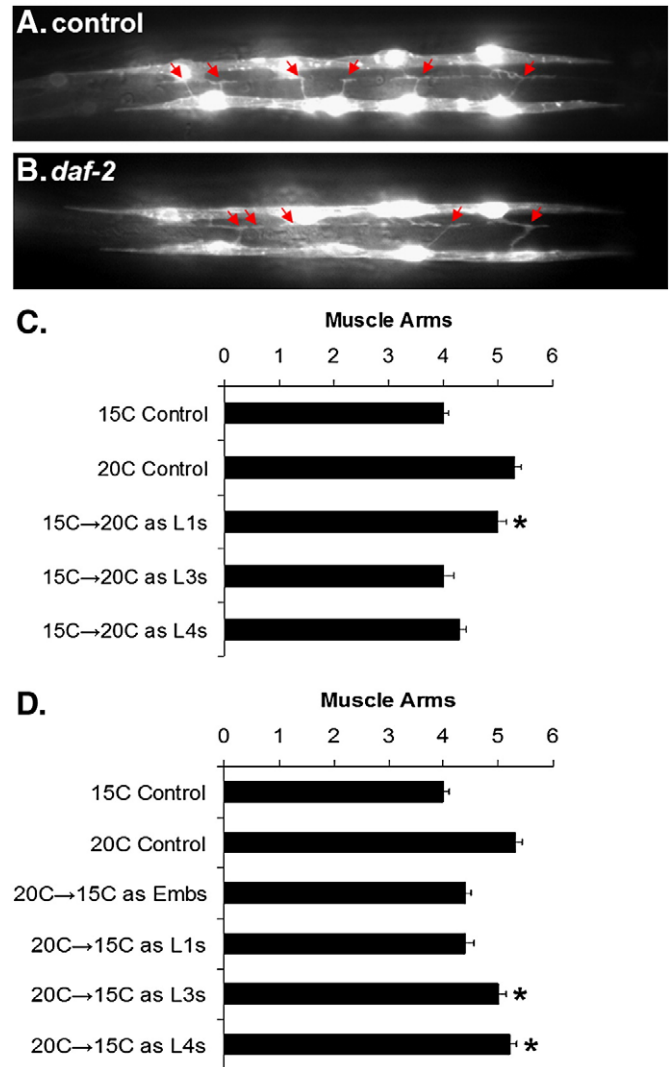 A. control
B. daf-2
C.
Muscle Arms
0 1 2 3 4 5 6
15C Control
20C Control
15C→20C as L1s *
15C→20C as L3s
15C→20C as L4s
D.
Muscle Arms
0 1 2 3 4 5 6
15C Control
20C Control
20C→15C as Embs
20C→15C as L1s
20C→15C as L3s *
20C→15C as L4s *